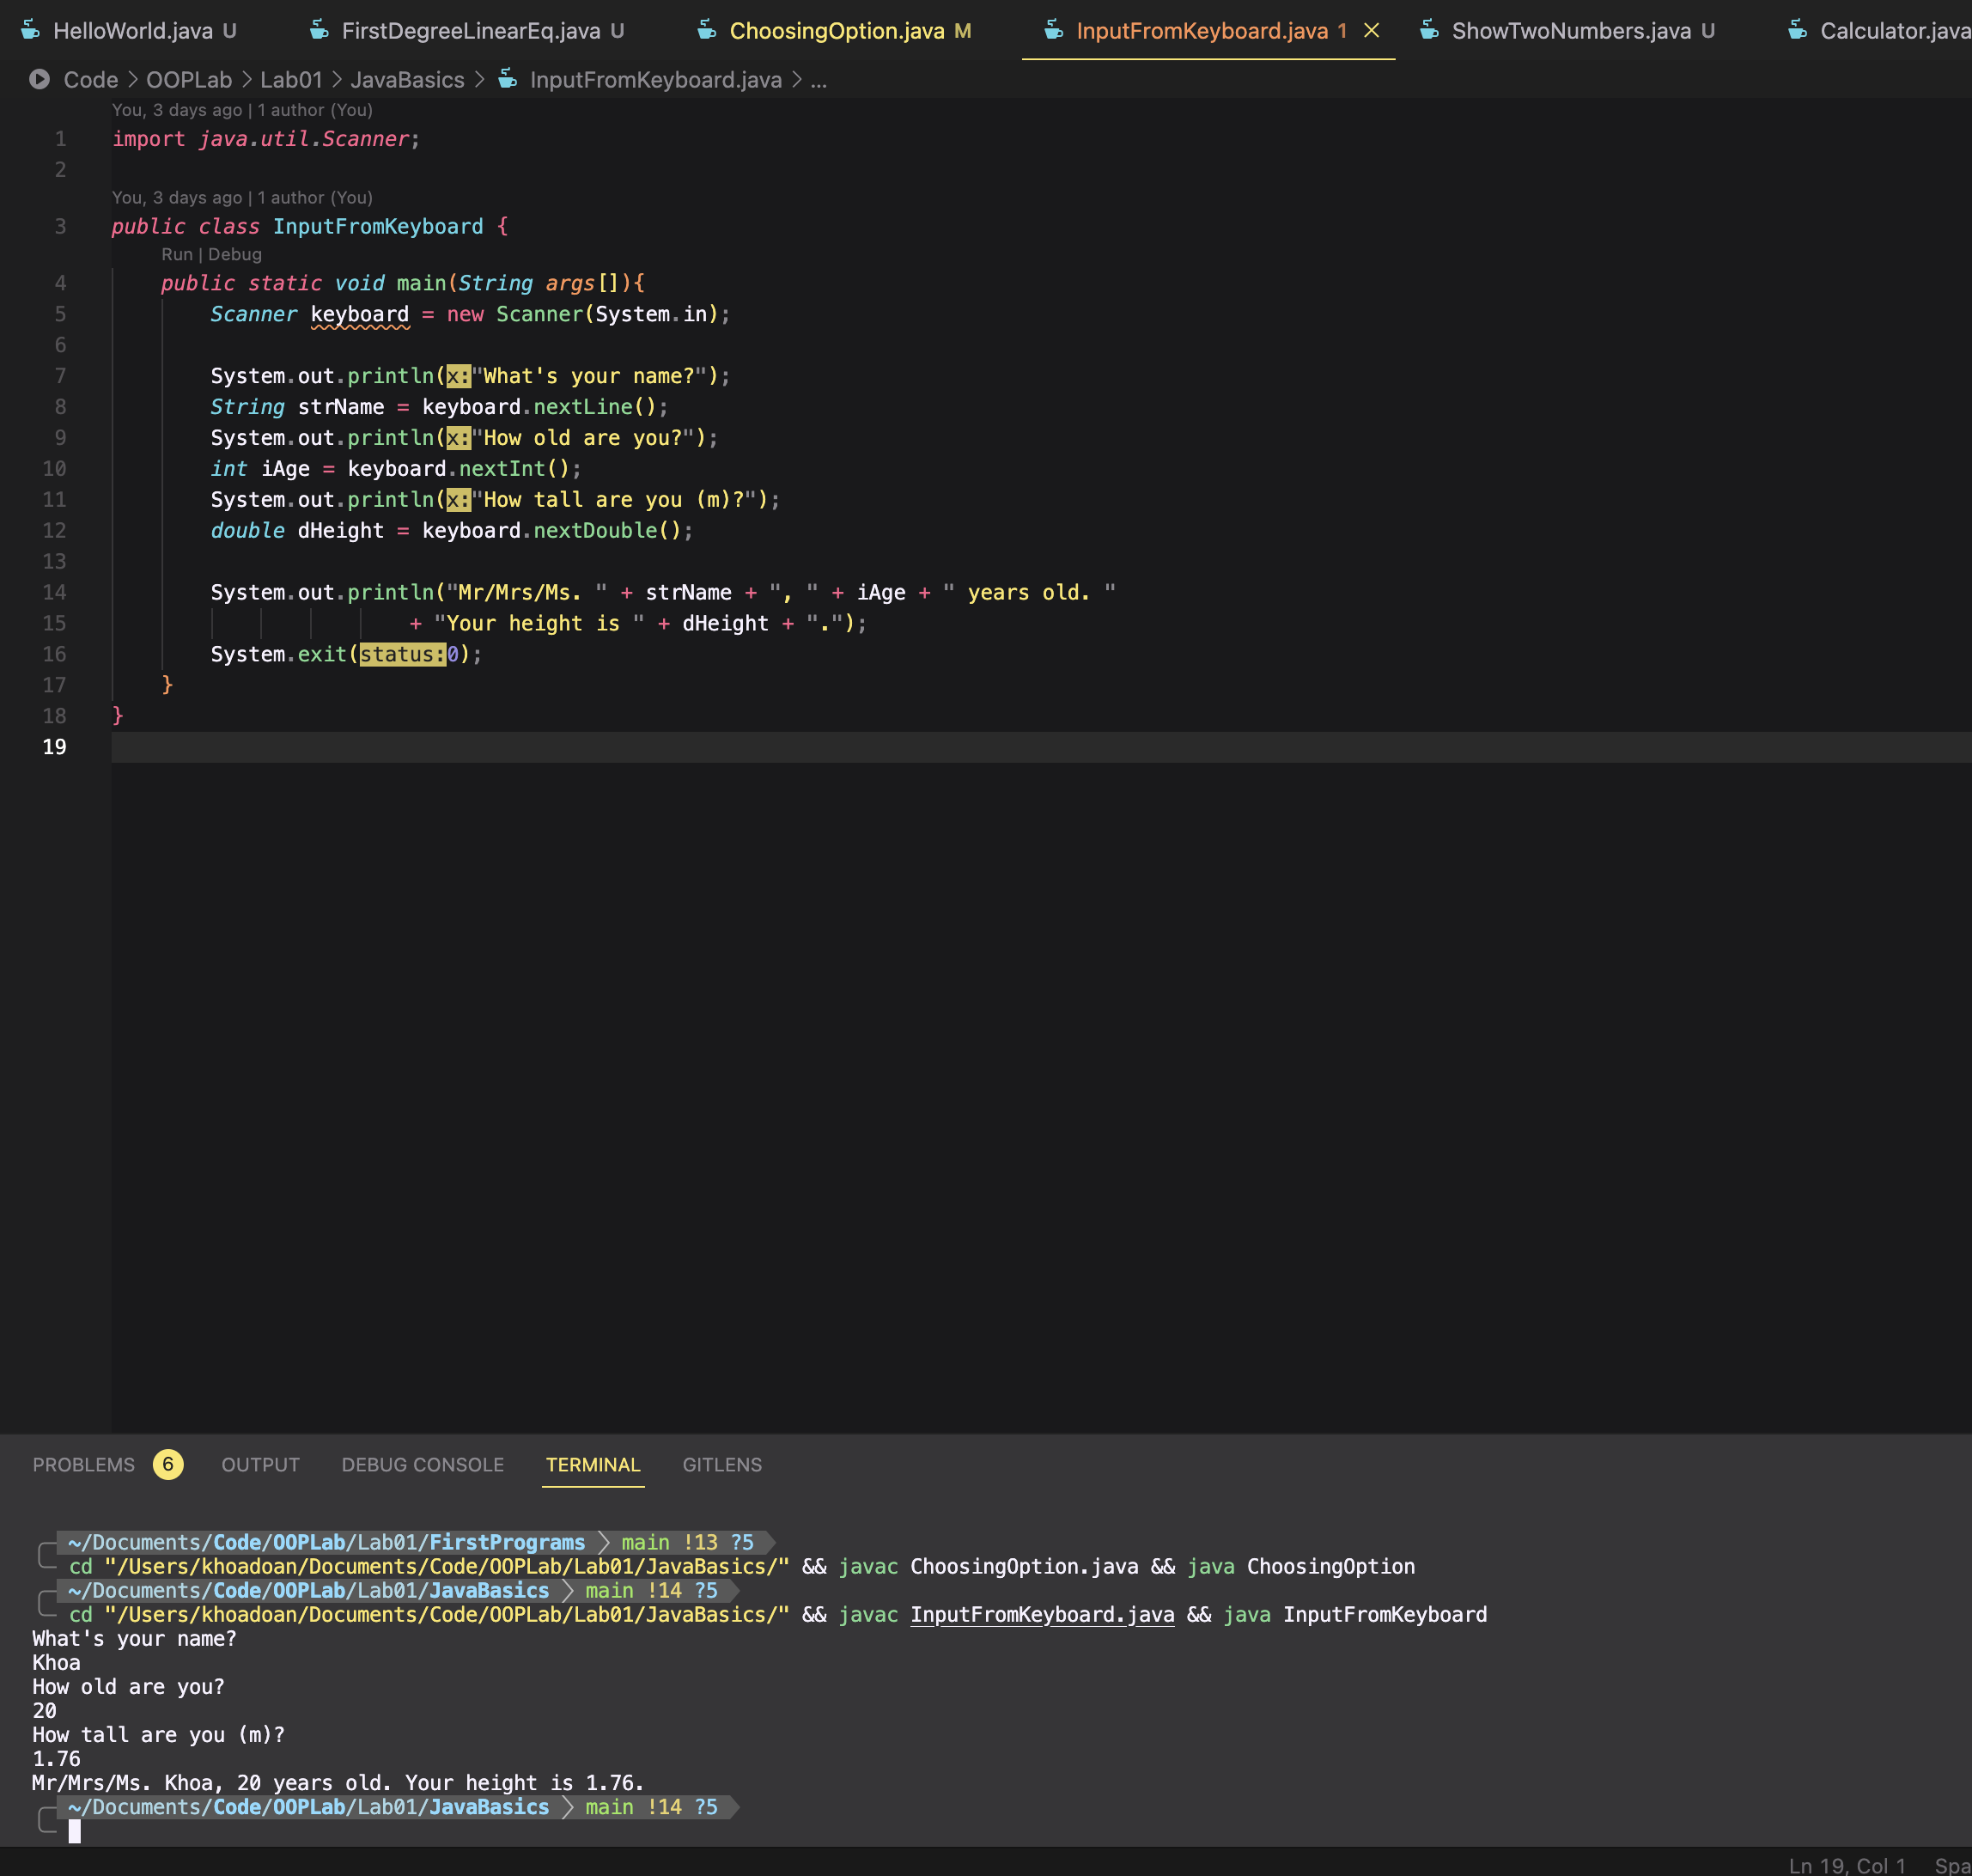 HelloWorld.java U FirstDegreeLinearEq.java U ChoosingOption.java M InputFromKeyboard.java 1 ShowTwoNumbers.java U Calculator.java
Code > OOPLab > Lab01 > JavaBasics > InputFromKeyboard.java > ...
You, 3 days ago | 1 author (You)
1 import java.util.Scanner;
2
You, 3 days ago | 1 author (You)
3 public class InputFromKeyboard {
Run | Debug
4 public static void main(String args[]){
5 Scanner keyboard = new Scanner(System.in);
6
7 System.out.println(x:"What's your name?");
8 String strName = keyboard.nextLine();
9 System.out.println(x:"How old are you?");
10 int iAge = keyboard.nextInt();
11 System.out.println(x:"How tall are you (m)?");
12 double dHeight = keyboard.nextDouble();
13
14 System.out.println("Mr/Mrs/Ms. " + strName + ", " + iAge + " years old. "
15 + "Your height is " + dHeight + ".");
16 System.exit(status:0);
17 }
18 }
19
PROBLEMS 6 OUTPUT DEBUG CONSOLE TERMINAL GITLENS
~/Documents/Code/OOPLab/Lab01/FirstPrograms main !13 ?5
cd "/Users/khoadoan/Documents/Code/OOPLab/Lab01/JavaBasics/" && javac ChoosingOption.java && java ChoosingOption
~/Documents/Code/OOPLab/Lab01/JavaBasics main !14 ?5
cd "/Users/khoadoan/Documents/Code/OOPLab/Lab01/JavaBasics/" && javac InputFromKeyboard.java && java InputFromKeyboard
What's your name?
Khoa
How old are you?
20
How tall are you (m)?
1.76
Mr/Mrs/Ms. Khoa, 20 years old. Your height is 1.76.
~/Documents/Code/OOPLab/Lab01/JavaBasics main !14 ?5
Ln 19, Col 1 Spa